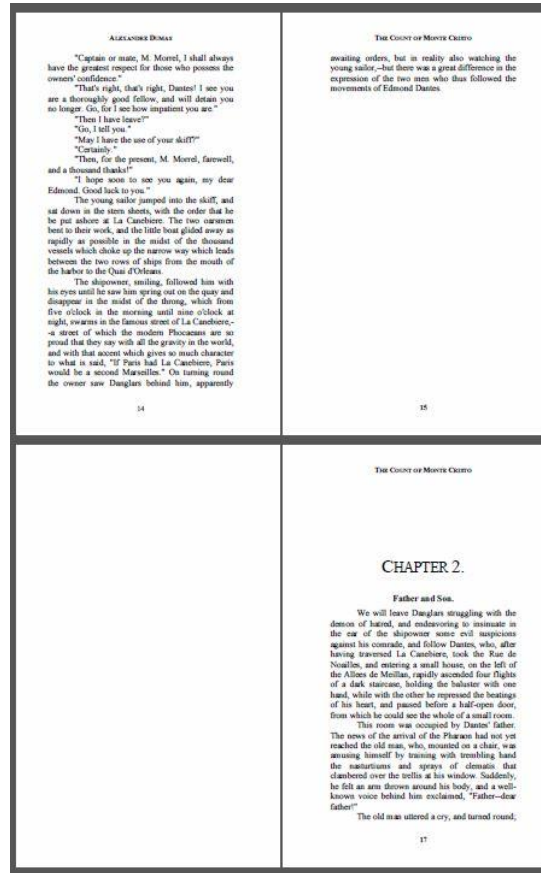 ALEXANDRE DUMAS
"Captain or mate, M. Morrel, I shall always
have the greatest respect for those who possess the
owners' confidence."
"That's right, that's right, Dantes! I see you
are a thoroughly good fellow, and will detain you
no longer. Go, for I see how impatient you are."
"Then I have leave?"
"Go, I tell you."
"May I have the use of your skiff?"
"Certainly."
"Then, for the present, M. Morrel, farewell,
and a thousand thanks!"
"I hope soon to see you again, my dear
Edmond. Good luck to you."
The young sailor jumped into the skiff, and
sat down in the stern sheets, with the order that he
be put ashore at La Canebiere. The two oarsmen
bent to their work, and the little boat glided away as
rapidly as possible in the midst of the thousand
vessels which choke up the narrow way which leads
between the two rows of ships from the mouth of
the harbor to the Quai d'Orleans.
The shipowner, smiling, followed him with
his eyes until he saw him spring out on the quay and
disappear in the midst of the throng, which from
five o'clock in the morning until nine o'clock at
night, swarms in the famous street of La Canebiere,-
-a street of which the modern Phocaeans are so
proud that they say with all the gravity in the world,
and with that accent which gives so much character
to what is said, "If Paris had La Canebiere, Paris
would be a second Marseilles." On turning round
the owner saw Danglars behind him, apparently
14
THE COUNT OF MONTE CRISTO
awaiting orders, but in reality also watching the
young sailor,--but there was a great difference in the
expression of the two men who thus followed the
movements of Edmond Dantes.
15
THE COUNT OF MONTE CRISTO
CHAPTER 2.
Father and Son.
We will leave Danglars struggling with the
demon of hatred, and endeavoring to insinuate in
the ear of the shipowner some evil suspicions
against his comrade, and follow Dantes, who, after
having traversed La Canebiere, took the Rue de
Noailles, and entering a small house, on the left of
the Allees de Meillan, rapidly ascended four flights
of a dark staircase, holding the baluster with one
hand, while with the other he repressed the beatings
of his heart, and paused before a half-open door,
from which he could see the whole of a small room.
This room was occupied by Dantes' father.
The news of the arrival of the Pharaon had not yet
reached the old man, who, mounted on a chair, was
amusing himself by training with trembling hand
the nasturtiums and sprays of clematis that
clambered over the trellis at his window. Suddenly,
he felt an arm thrown around his body, and a well-
known voice behind him exclaimed, "Father--dear
father!"
The old man uttered a cry, and turned round;
17